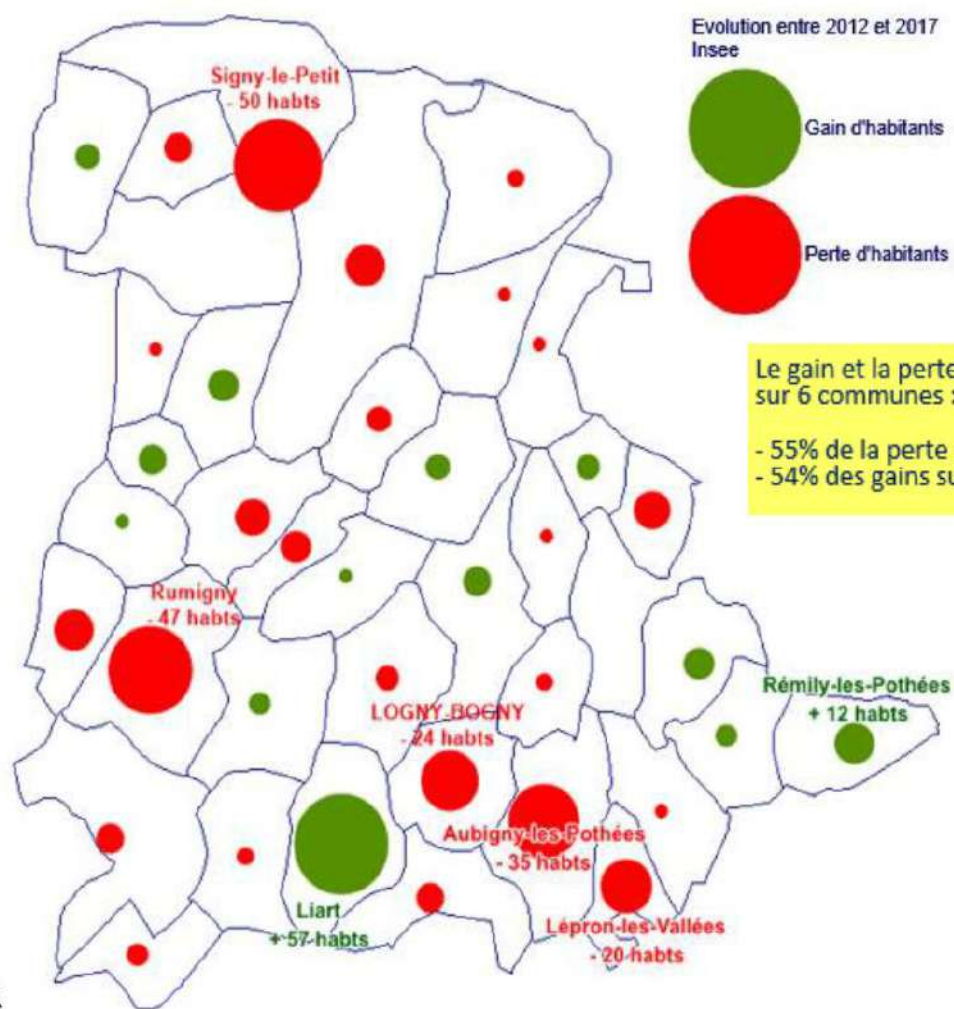 Evolution entre 2012 et 2017
Insee
Gain d'habitants
Perte d'habitants
Signy-le-Petit
- 50 habts
Le gain et la perte
sur 6 communes :
- 55% de la perte
- 54% des gains su
Rumigny
- 47 habts
Rémilly-les-Pothées
+ 12 habts
LOGNY-BOGNY
- 24 habts
Aubigny-les-Pothées
- 35 habts
Liart
+ 57 habts
Lépron-les-Vallées
- 20 habts